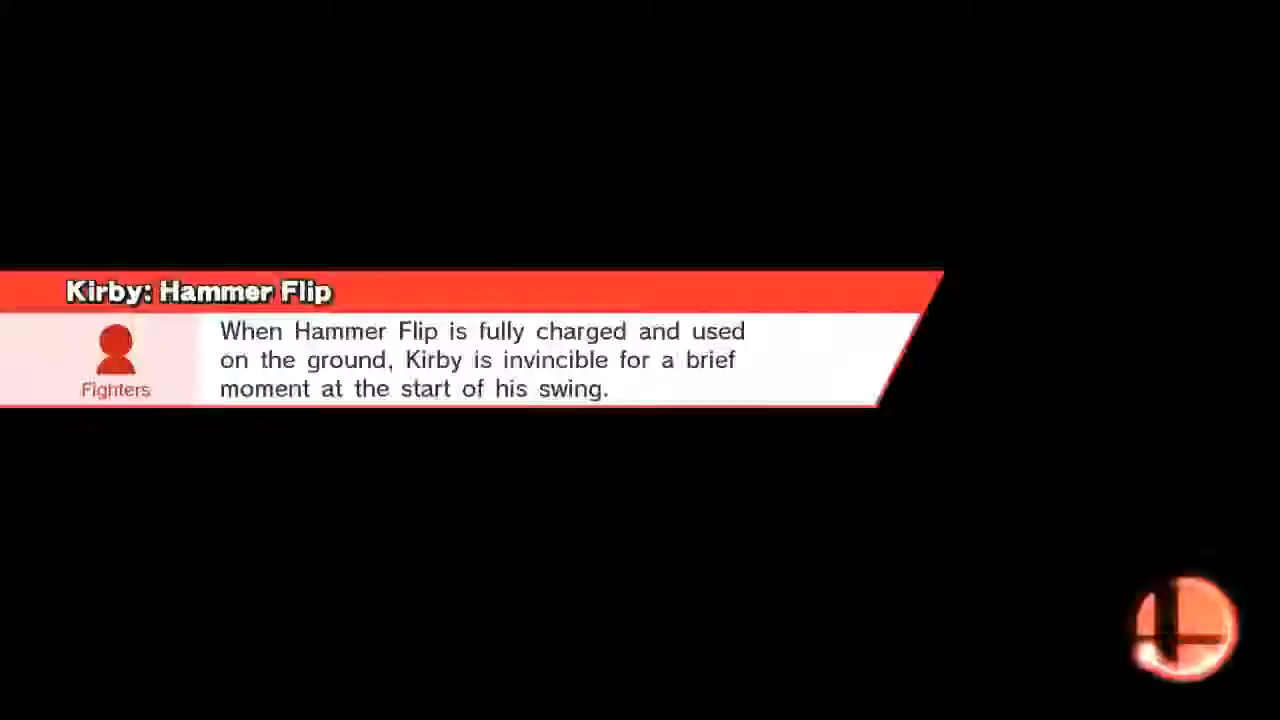 Kirby: Hammer Flip
Fighters
When Hammer Flip is fully charged and used
on the ground, Kirby is invincible for a brief
moment at the start of his swing.